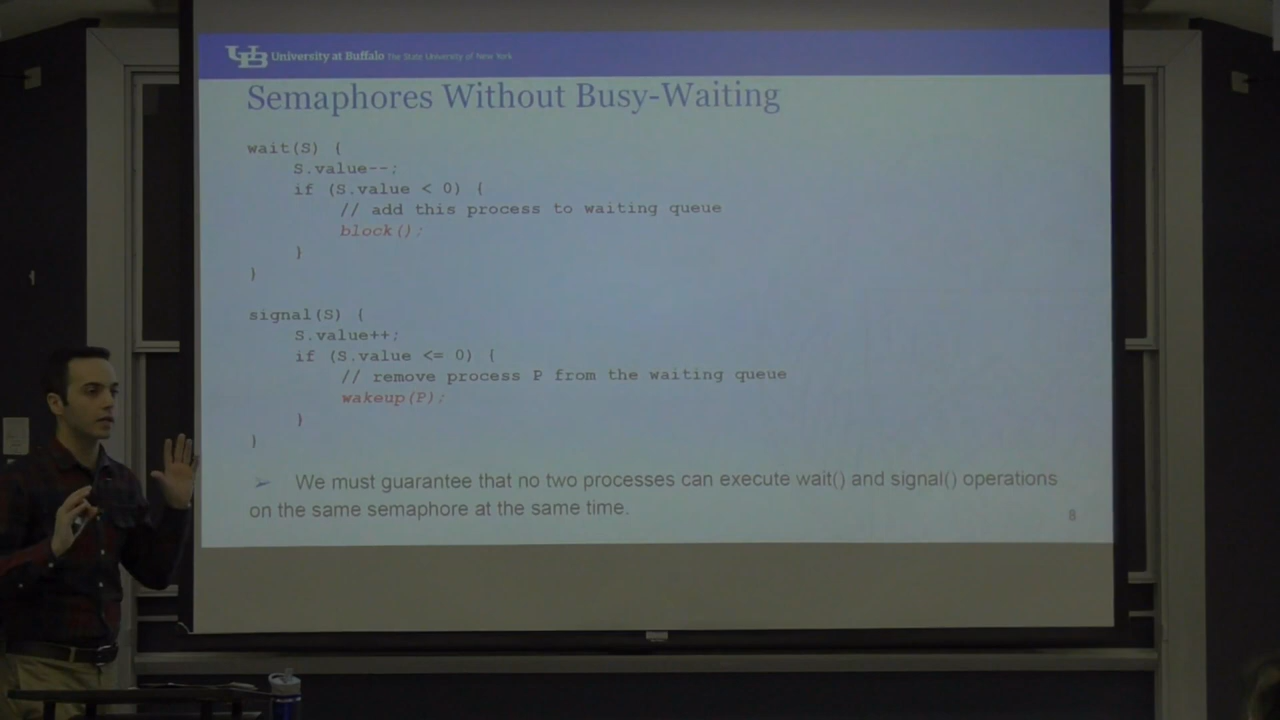 UB University at Buffalo The State University of New York
Semaphores Without Busy-Waiting
wait(S) {
S.value--;
if (S.value < 0) {
// add this process to waiting queue
block();
}
}
signal(S) {
S.value++;
if (S.value <= 0) {
// remove process P from the waiting queue
wakeup(P);
}
}
➢ We must guarantee that no two processes can execute wait() and signal() operations
on the same semaphore at the same time.
8